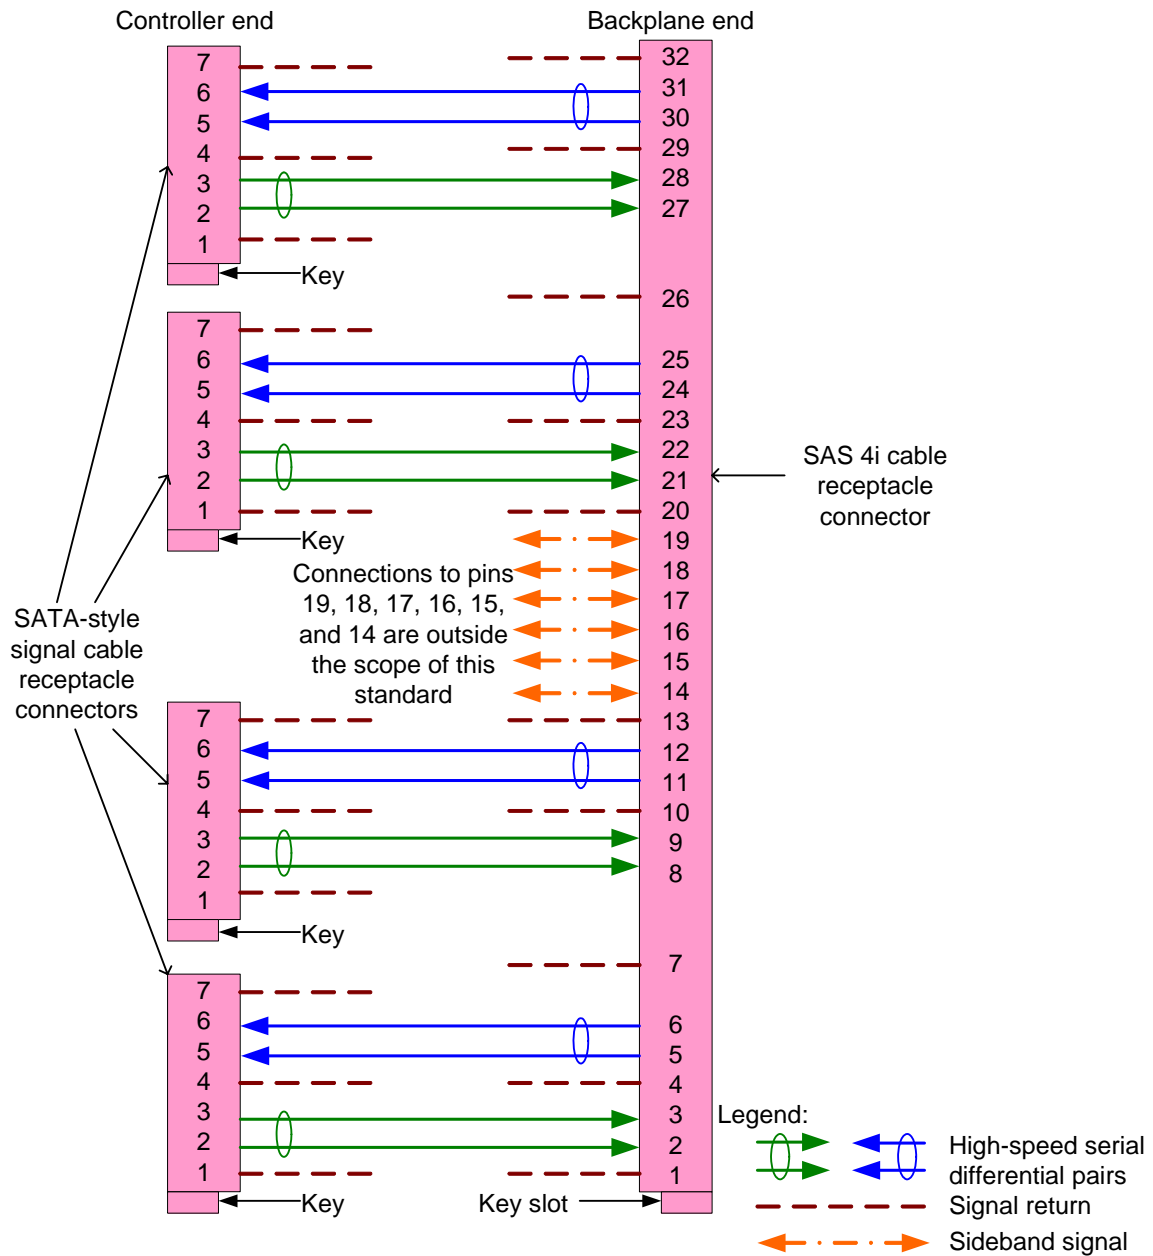 Controller end
Backplane end
7
6
5
4
3
2
1
Key
7
6
5
4
3
2
1
Key
SATA-style
signal cable
receptacle
connectors
7
6
5
4
3
2
1
Key
7
6
5
4
3
2
1
Key
Connections to pins
19, 18, 17, 16, 15,
and 14 are outside
the scope of this
standard
32
31
30
29
28
27
26
25
24
23
22
21
20
19
18
17
16
15
14
13
12
11
10
9
8
7
6
5
4
3
2
1
Key slot
SAS 4i cable
receptacle
connector
Legend:
High-speed serial
differential pairs
Signal return
Sideband signal